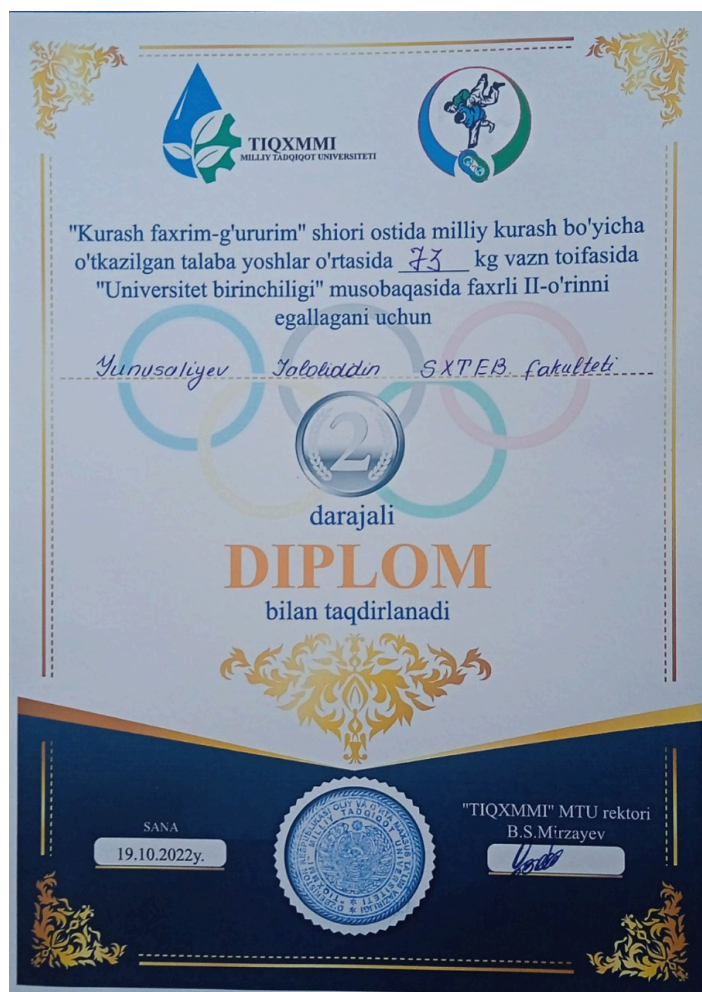 TIQXMMI
MILLIY TADQIQOT UNIVERSITETI
"Kurash faxrim-g'ururim" shiori ostida milliy kurash bo'yicha
o'tkazilgan talaba yoshlar o'rtasida 73 kg vazn toifasida
"Universitet birinchiligi" musobaqasida faxrli II-o'rinni
egallagani uchun
Yunusaliyev Jaloliddin SXTEB. fakulteti
2
darajali
DIPLOM
bilan taqdirlanadi
SANA
19.10.2022y.
"TIQXMMI" MTU rektori
B.S.Mirzayev